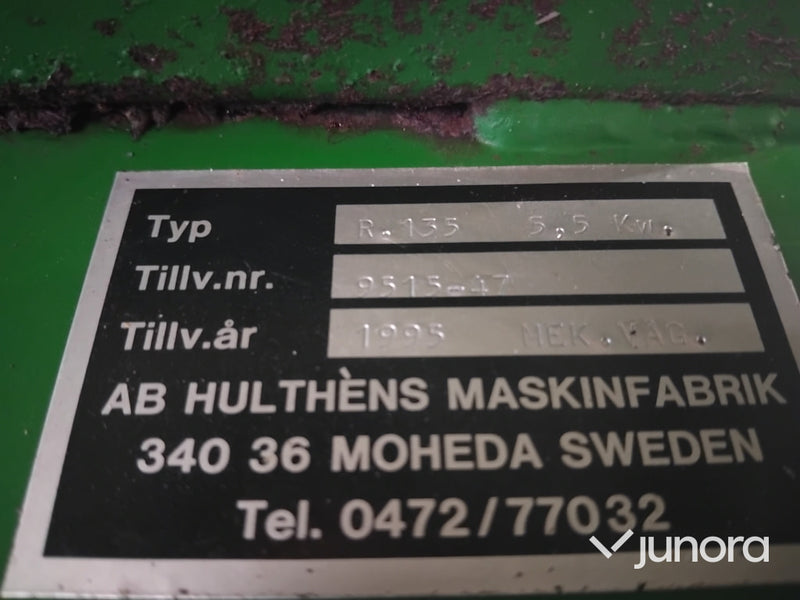 Typ R.135 5,5 Kw.
Tillv.nr. 9515-47
Tillv.år 1995 MEK.VÄG.
AB HULTHÈNS MASKINFABRIK
340 36 MOHEDA SWEDEN
Tel. 0472/77032
junora